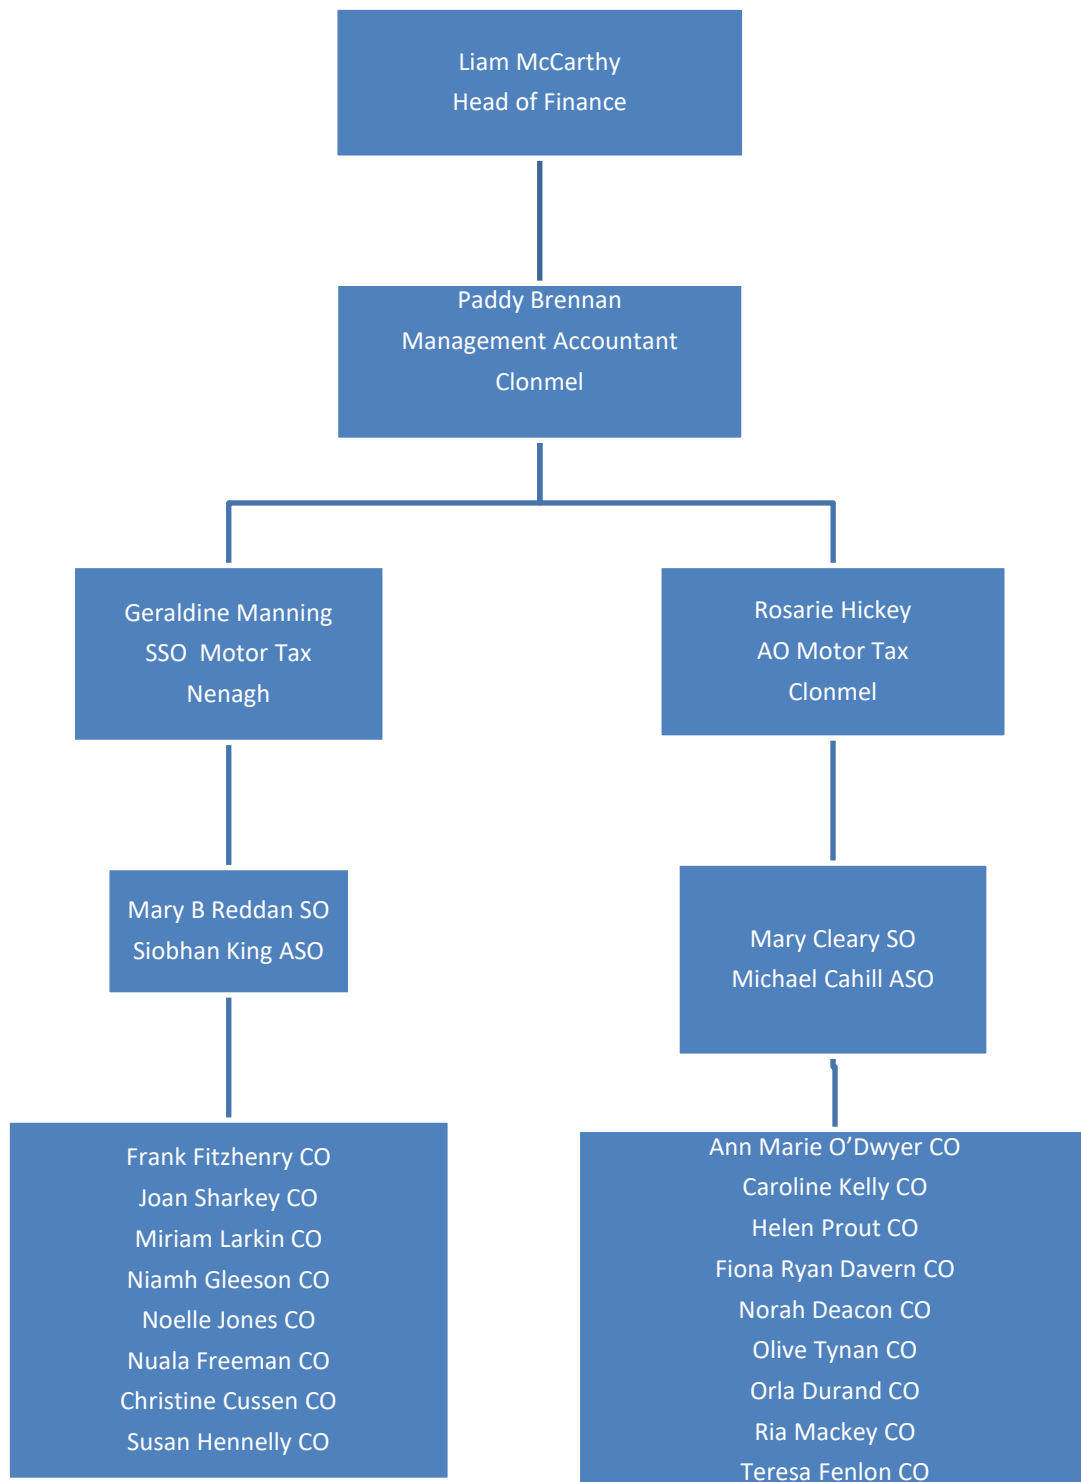 Liam McCarthy
Head of Finance
Paddy Brennan
Management Accountant
Clonmel
Geraldine Manning
SSO  Motor Tax
Nenagh
Rosarie Hickey
AO Motor Tax
Clonmel
Mary B Reddan SO
Siobhan King ASO
Mary Cleary SO
Michael Cahill ASO
Frank Fitzhenry CO
Joan Sharkey CO
Miriam Larkin CO
Niamh Gleeson CO
Noelle Jones CO
Nuala Freeman CO
Christine Cussen CO
Susan Hennelly CO
Ann Marie O’Dwyer CO
Caroline Kelly CO
Helen Prout CO
Fiona Ryan Davern CO
Norah Deacon CO
Olive Tynan CO
Orla Durand CO
Ria Mackey CO
Teresa Fenlon CO